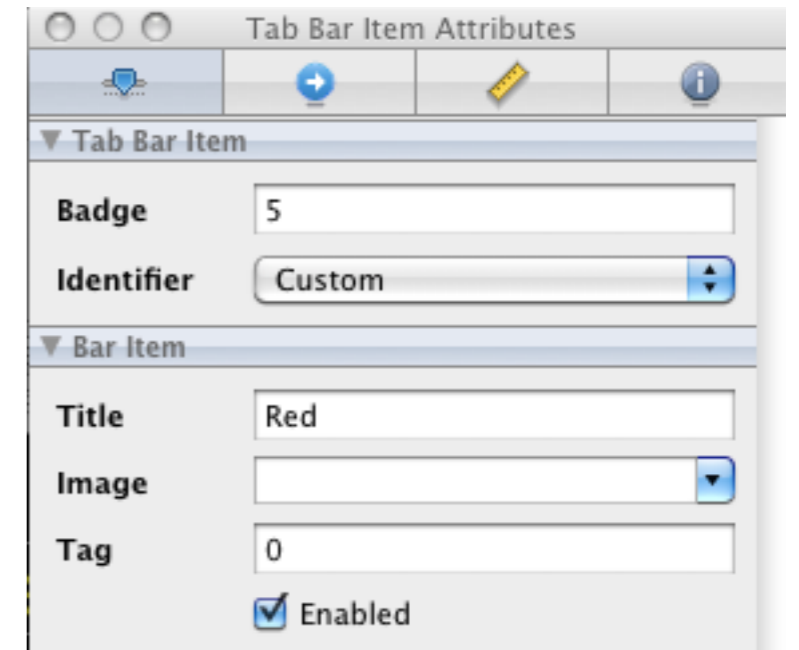 Tab Bar Item Attributes
Tab Bar Item
Badge 5
Identifier Custom
Bar Item
Title Red
Image
Tag 0
Enabled